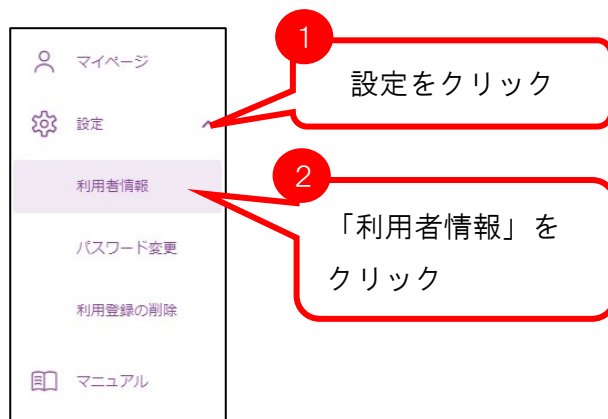 マイページ
設定
利用者情報
パスワード変更
利用登録の削除
マニュアル
1
設定をクリック
2
「利用者情報」を
クリック